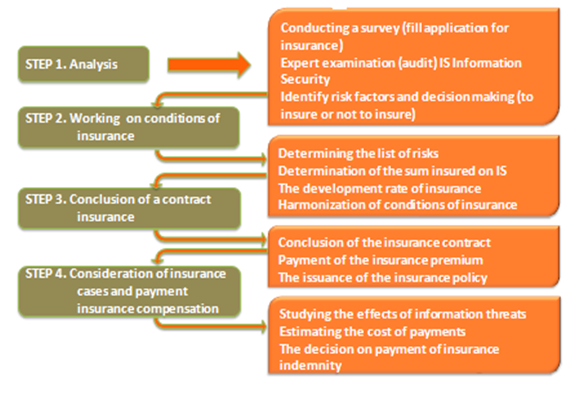 STEP 1. Analysis
Conducting a survey (fill application for
insurance)
Expert examination (audit) IS Information
Security
Identify risk factors and decision making (to
insure or not to insure)
STEP 2. Working on conditions of
insurance
Determining the list of risks
Determination of the sum insured on IS
The development rate of insurance
Harmonization of conditions of insurance
STEP 3. Conclusion of a contract
insurance
Conclusion of the insurance contract
Payment of the insurance premium
The issuance of the insurance policy
STEP 4. Consideration of insurance
cases and payment
insurance compensation
Studying the effects of information threats
Estimating the cost of payments
The decision on payment of insurance
indemnity